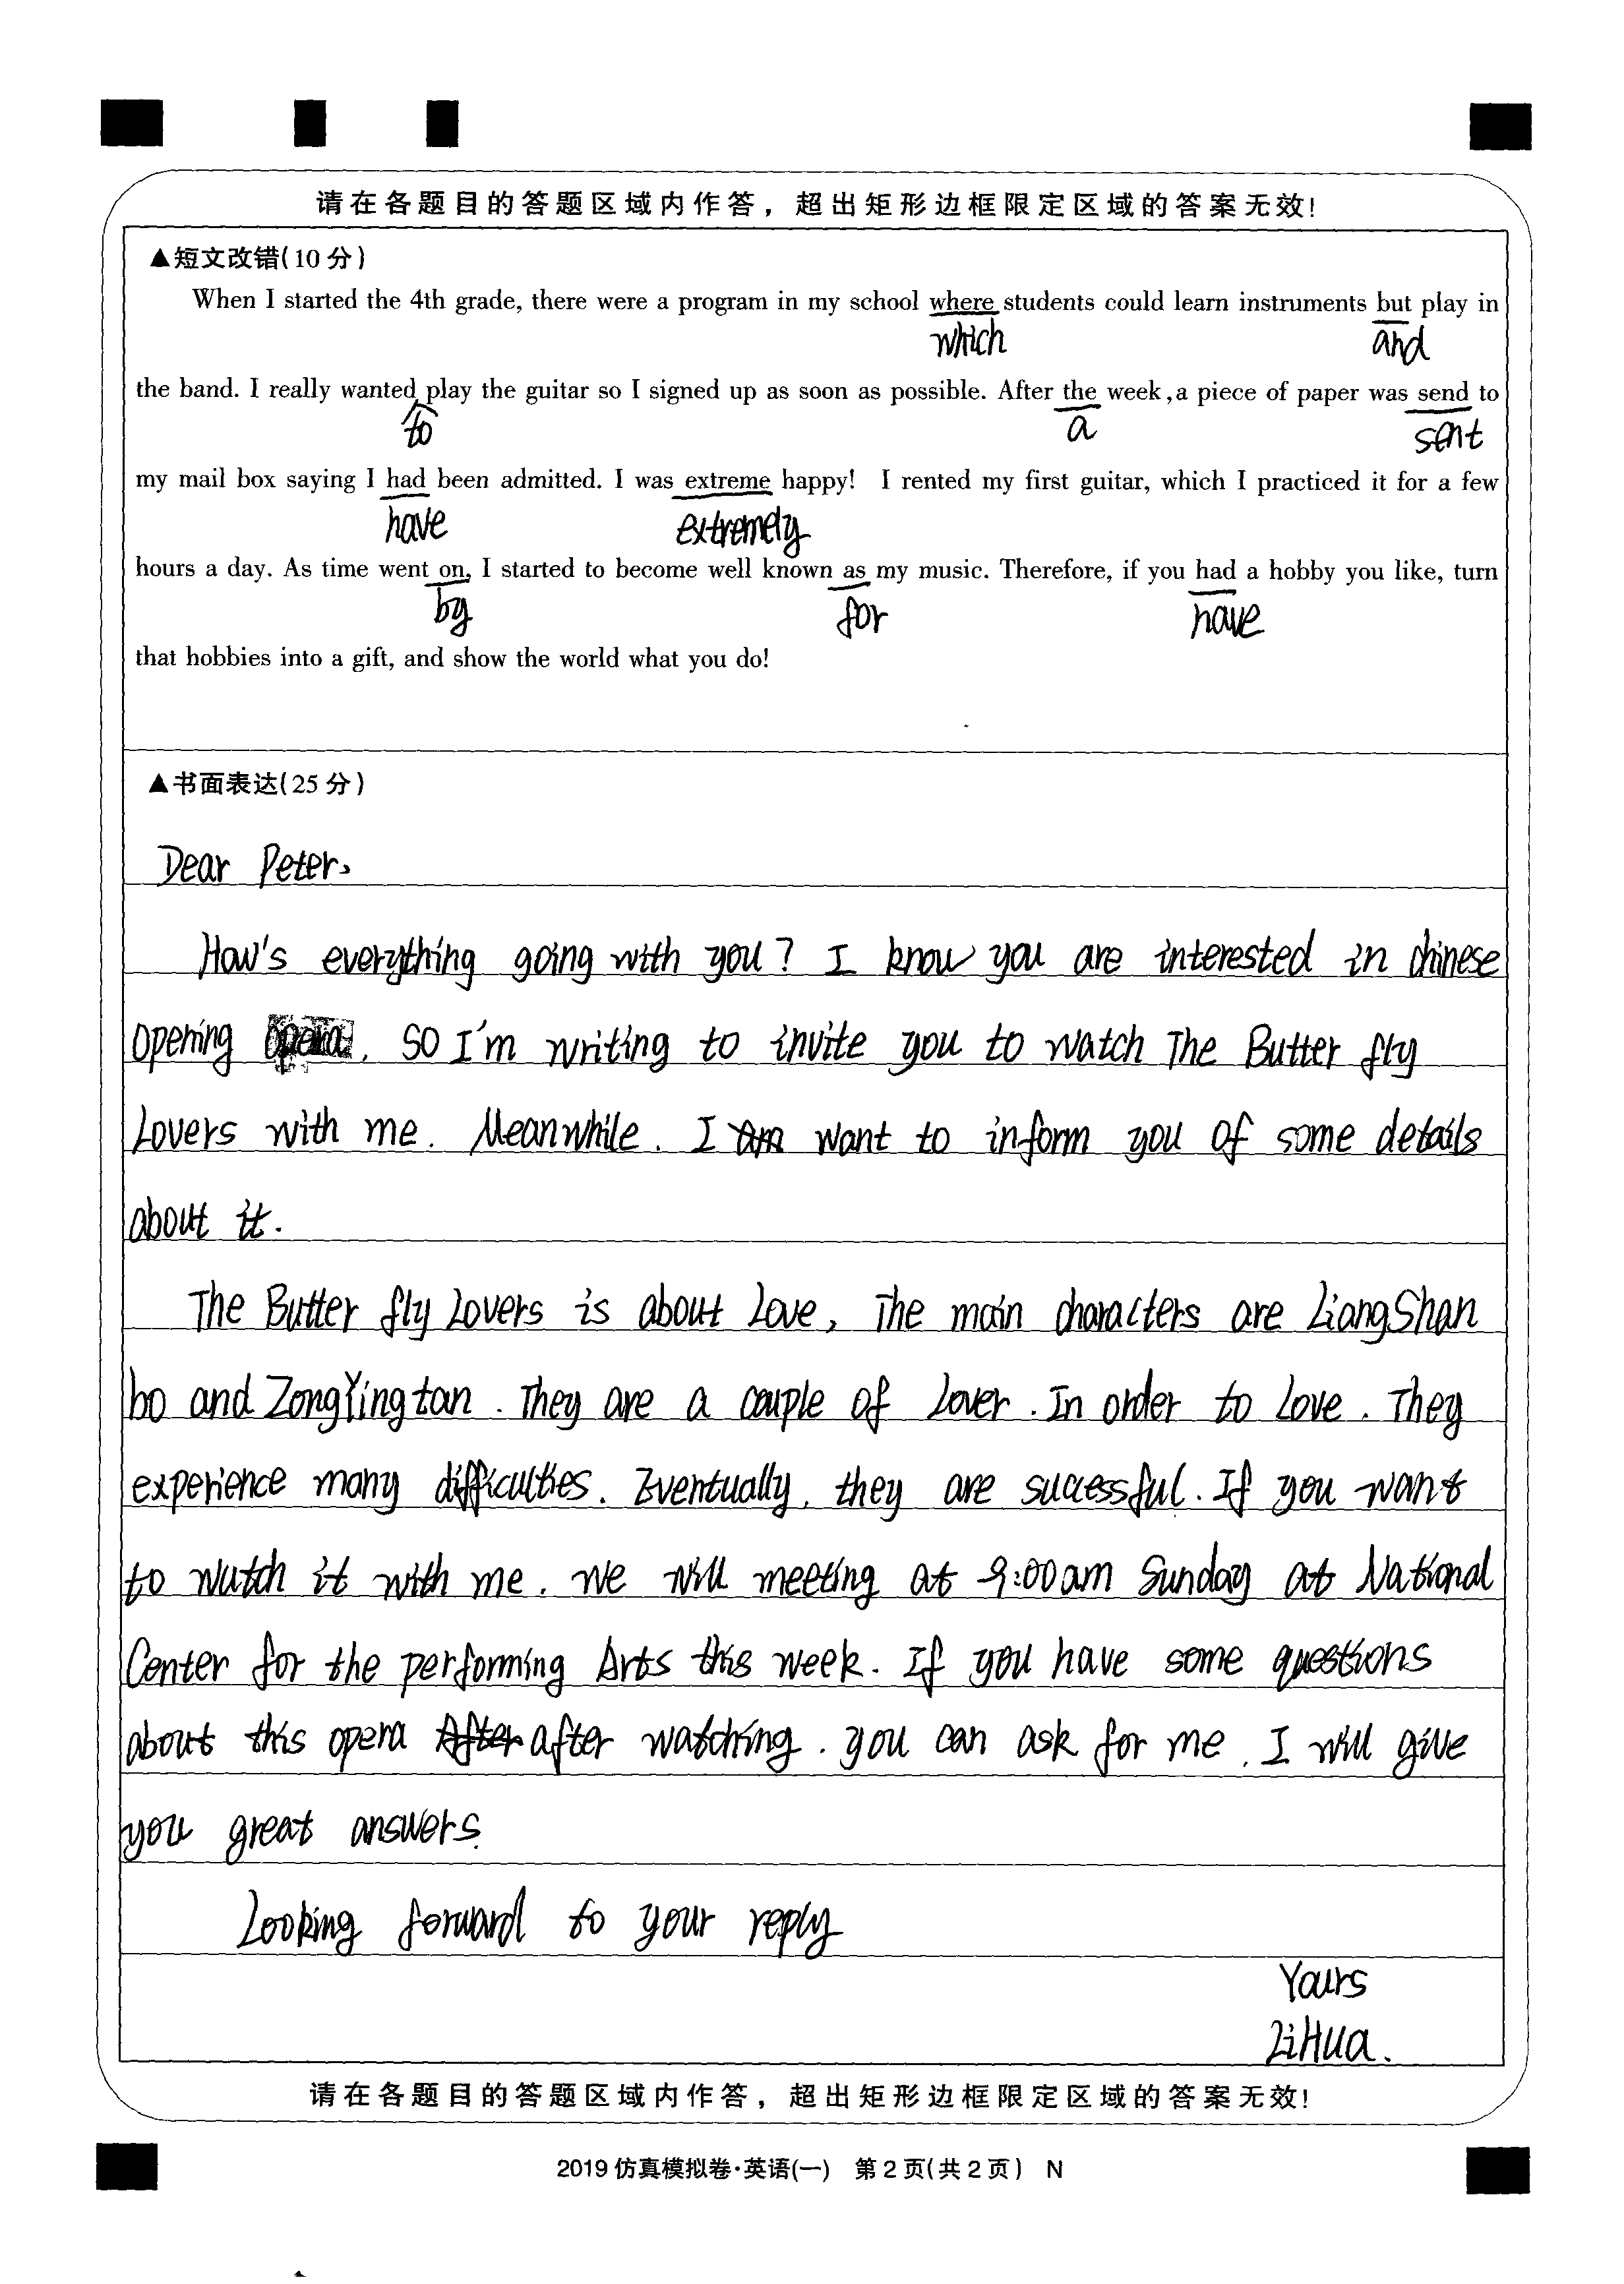 请在各题目的答题区域内作答，超出矩形边框限定区域的答案无效！
▲短文改错(10分)
When I started the 4th grade, there were a program in my school where students could learn instruments but play in
which and
the band. I really wanted play the guitar so I signed up as soon as possible. After the week, a piece of paper was send to
to a sent
my mail box saying I had been admitted. I was extreme happy! I rented my first guitar, which I practiced it for a few
have extremely
hours a day. As time went on, I started to become well known as my music. Therefore, if you had a hobby you like, turn
by for have
that hobbies into a gift, and show the world what you do!
▲书面表达(25分)
Dear Peter,
How's everything going with you? I know you are interested in chinese
opening opera. So I'm writing to invite you to watch The Butter fly
Lovers with me. Meanwhile. I am want to inform you of some details
about it.
The Butter fly Lovers is about Love, The main characters are LiangShan
bo and ZongYingtan. They are a couple of Lover. In order to Love. They
experience many difficulties. Eventually, they are successful. If you want
to watch it with me. We will meeting at 9:00am Sunday at National
Center for the performing Arts this week. If you have some questions
about this opera After after watching. you can ask for me. I will give
you great answers.
Looking forward to your reply
Yours
LiHua.
请在各题目的答题区域内作答，超出矩形边框限定区域的答案无效！
2019仿真模拟卷·英语(一) 第2页(共2页) N